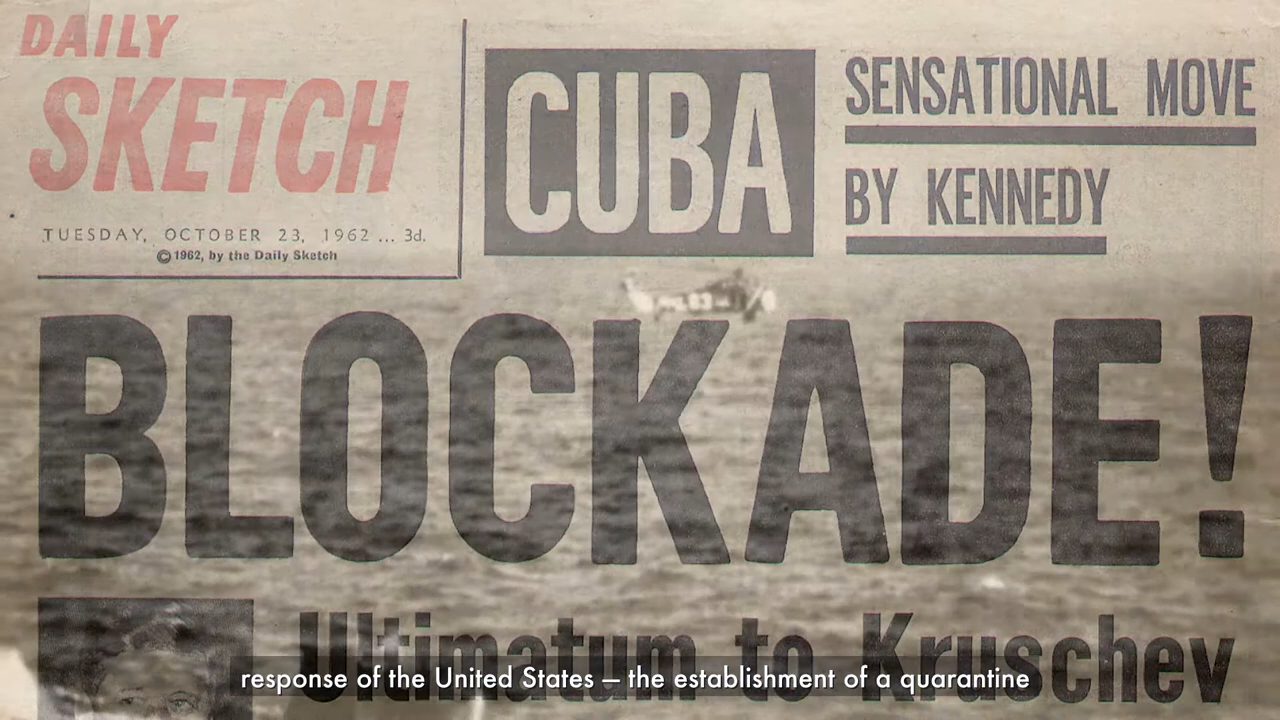 DAILY
SKETCH
TUESDAY, OCTOBER 23, 1962 ... 3d.
©1962, by the Daily Sketch
CUBA
SENSATIONAL MOVE
BY KENNEDY
BLOCKADE!
Ultimatum to Kruschev
response of the United States — the establishment of a quarantine